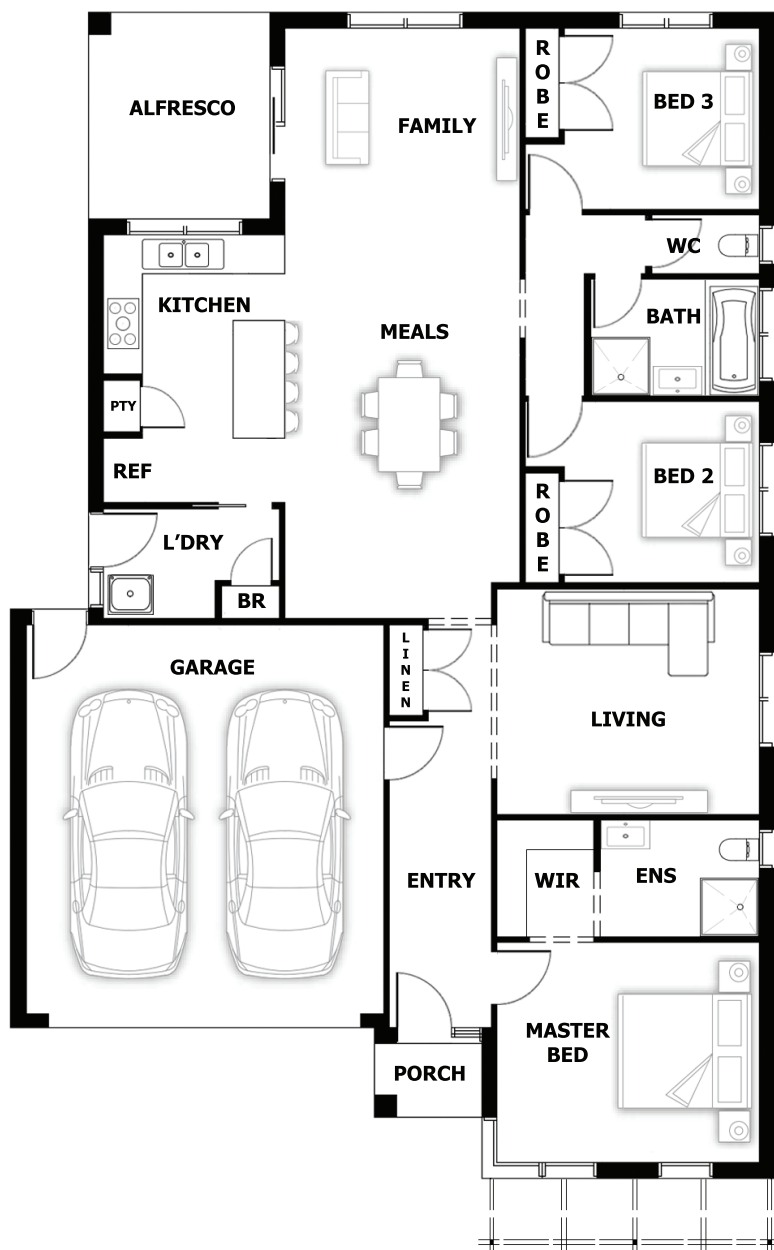 ROBE
BED 3
ALFRESCO
FAMILY
WC
KITCHEN
BATH
MEALS
PTY
REF
BED 2
ROBE
L'DRY
BR
LINEN
GARAGE
LIVING
ENTRY
WIR
ENS
MASTER
BED
PORCH